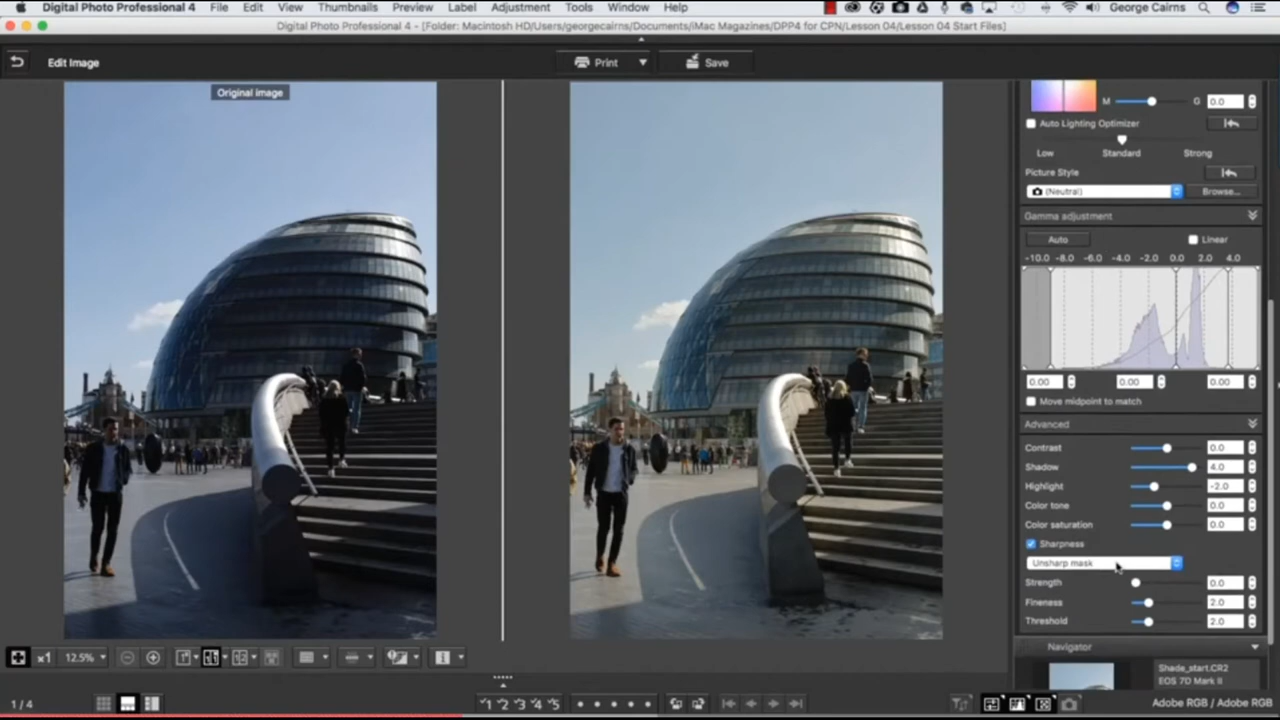 Digital Photo Professional 4 File Edit View Thumbnails Preview Label Adjustment Tools Window Help George Cairns
Digital Photo Professional 4 - [Folder: Macintosh HD/Users/georgecairns/Documents/iMac Magazines/DPP4 for CPN/Lesson 04/Lesson 04 Start Files]
Edit Image Print Save
Original image
M G 0.0
Auto Lighting Optimizer
Low Standard Strong
Picture Style
(Neutral) Browse...
Gamma adjustment
Auto Linear
-10.0 -8.0 -6.0 -4.0 -2.0 0.0 2.0 4.0
0.00 0.00 0.00
Move midpoint to match
Advanced
Contrast 0.0
Shadow 4.0
Highlight -2.0
Color tone 0.0
Color saturation 0.0
Sharpness
Unsharp mask
Strength 0.0
Fineness 2.0
Threshold 2.0
Navigator
x1 12.5%
Shade_start.CR2
EOS 7D Mark II
1 / 4
1 2 3 4 5
Adobe RGB / Adobe RGB